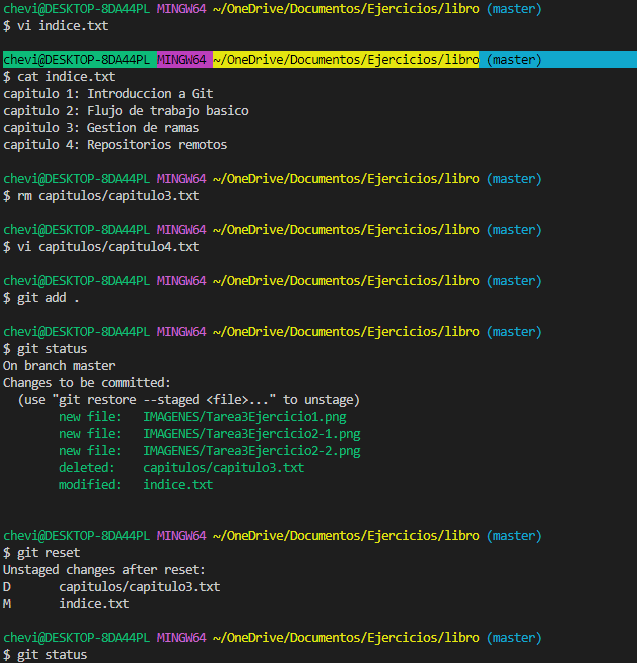 chevi@DESKTOP-8DA44PL MINGW64 ~/OneDrive/Documentos/Ejercicios/libro (master)
$ vi indice.txt
chevi@DESKTOP-8DA44PL MINGW64 ~/OneDrive/Documentos/Ejercicios/libro (master)
$ cat indice.txt
capitulo 1: Introduccion a Git
capitulo 2: Flujo de trabajo basico
capitulo 3: Gestion de ramas
capitulo 4: Repositorios remotos
chevi@DESKTOP-8DA44PL MINGW64 ~/OneDrive/Documentos/Ejercicios/libro (master)
$ rm capitulos/capitulo3.txt
chevi@DESKTOP-8DA44PL MINGW64 ~/OneDrive/Documentos/Ejercicios/libro (master)
$ vi capitulos/capitulo4.txt
chevi@DESKTOP-8DA44PL MINGW64 ~/OneDrive/Documentos/Ejercicios/libro (master)
$ git add .
chevi@DESKTOP-8DA44PL MINGW64 ~/OneDrive/Documentos/Ejercicios/libro (master)
$ git status
On branch master
Changes to be committed:
  (use "git restore --staged <file>..." to unstage)
        new file:   IMAGENES/Tarea3Ejercicio1.png
        new file:   IMAGENES/Tarea3Ejercicio2-1.png
        new file:   IMAGENES/Tarea3Ejercicio2-2.png
        deleted:    capitulos/capitulo3.txt
        modified:   indice.txt
chevi@DESKTOP-8DA44PL MINGW64 ~/OneDrive/Documentos/Ejercicios/libro (master)
$ git reset
Unstaged changes after reset:
D       capitulos/capitulo3.txt
M       indice.txt
chevi@DESKTOP-8DA44PL MINGW64 ~/OneDrive/Documentos/Ejercicios/libro (master)
$ git status